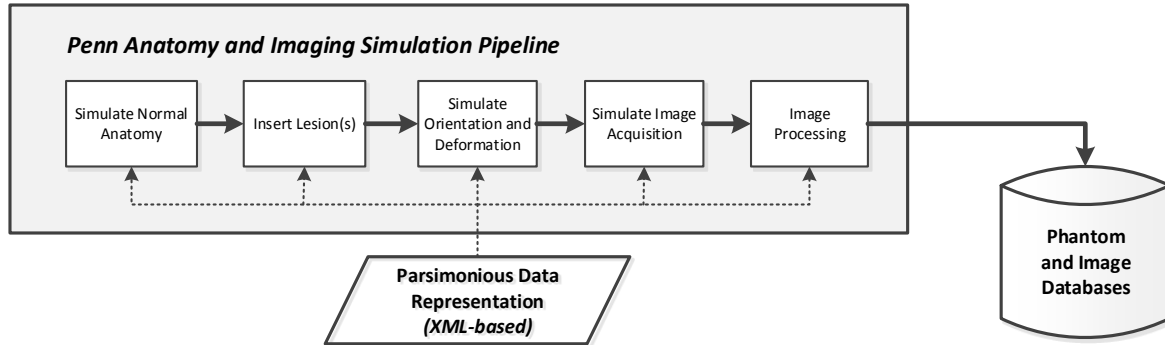 Penn Anatomy and Imaging Simulation Pipeline
Simulate Normal
Anatomy
Insert Lesion(s)
Simulate
Orientation and
Deformation
Simulate Image
Acquisition
Image
Processing
Parsimonious Data
Representation
(XML-based)
Phantom
and Image
Databases